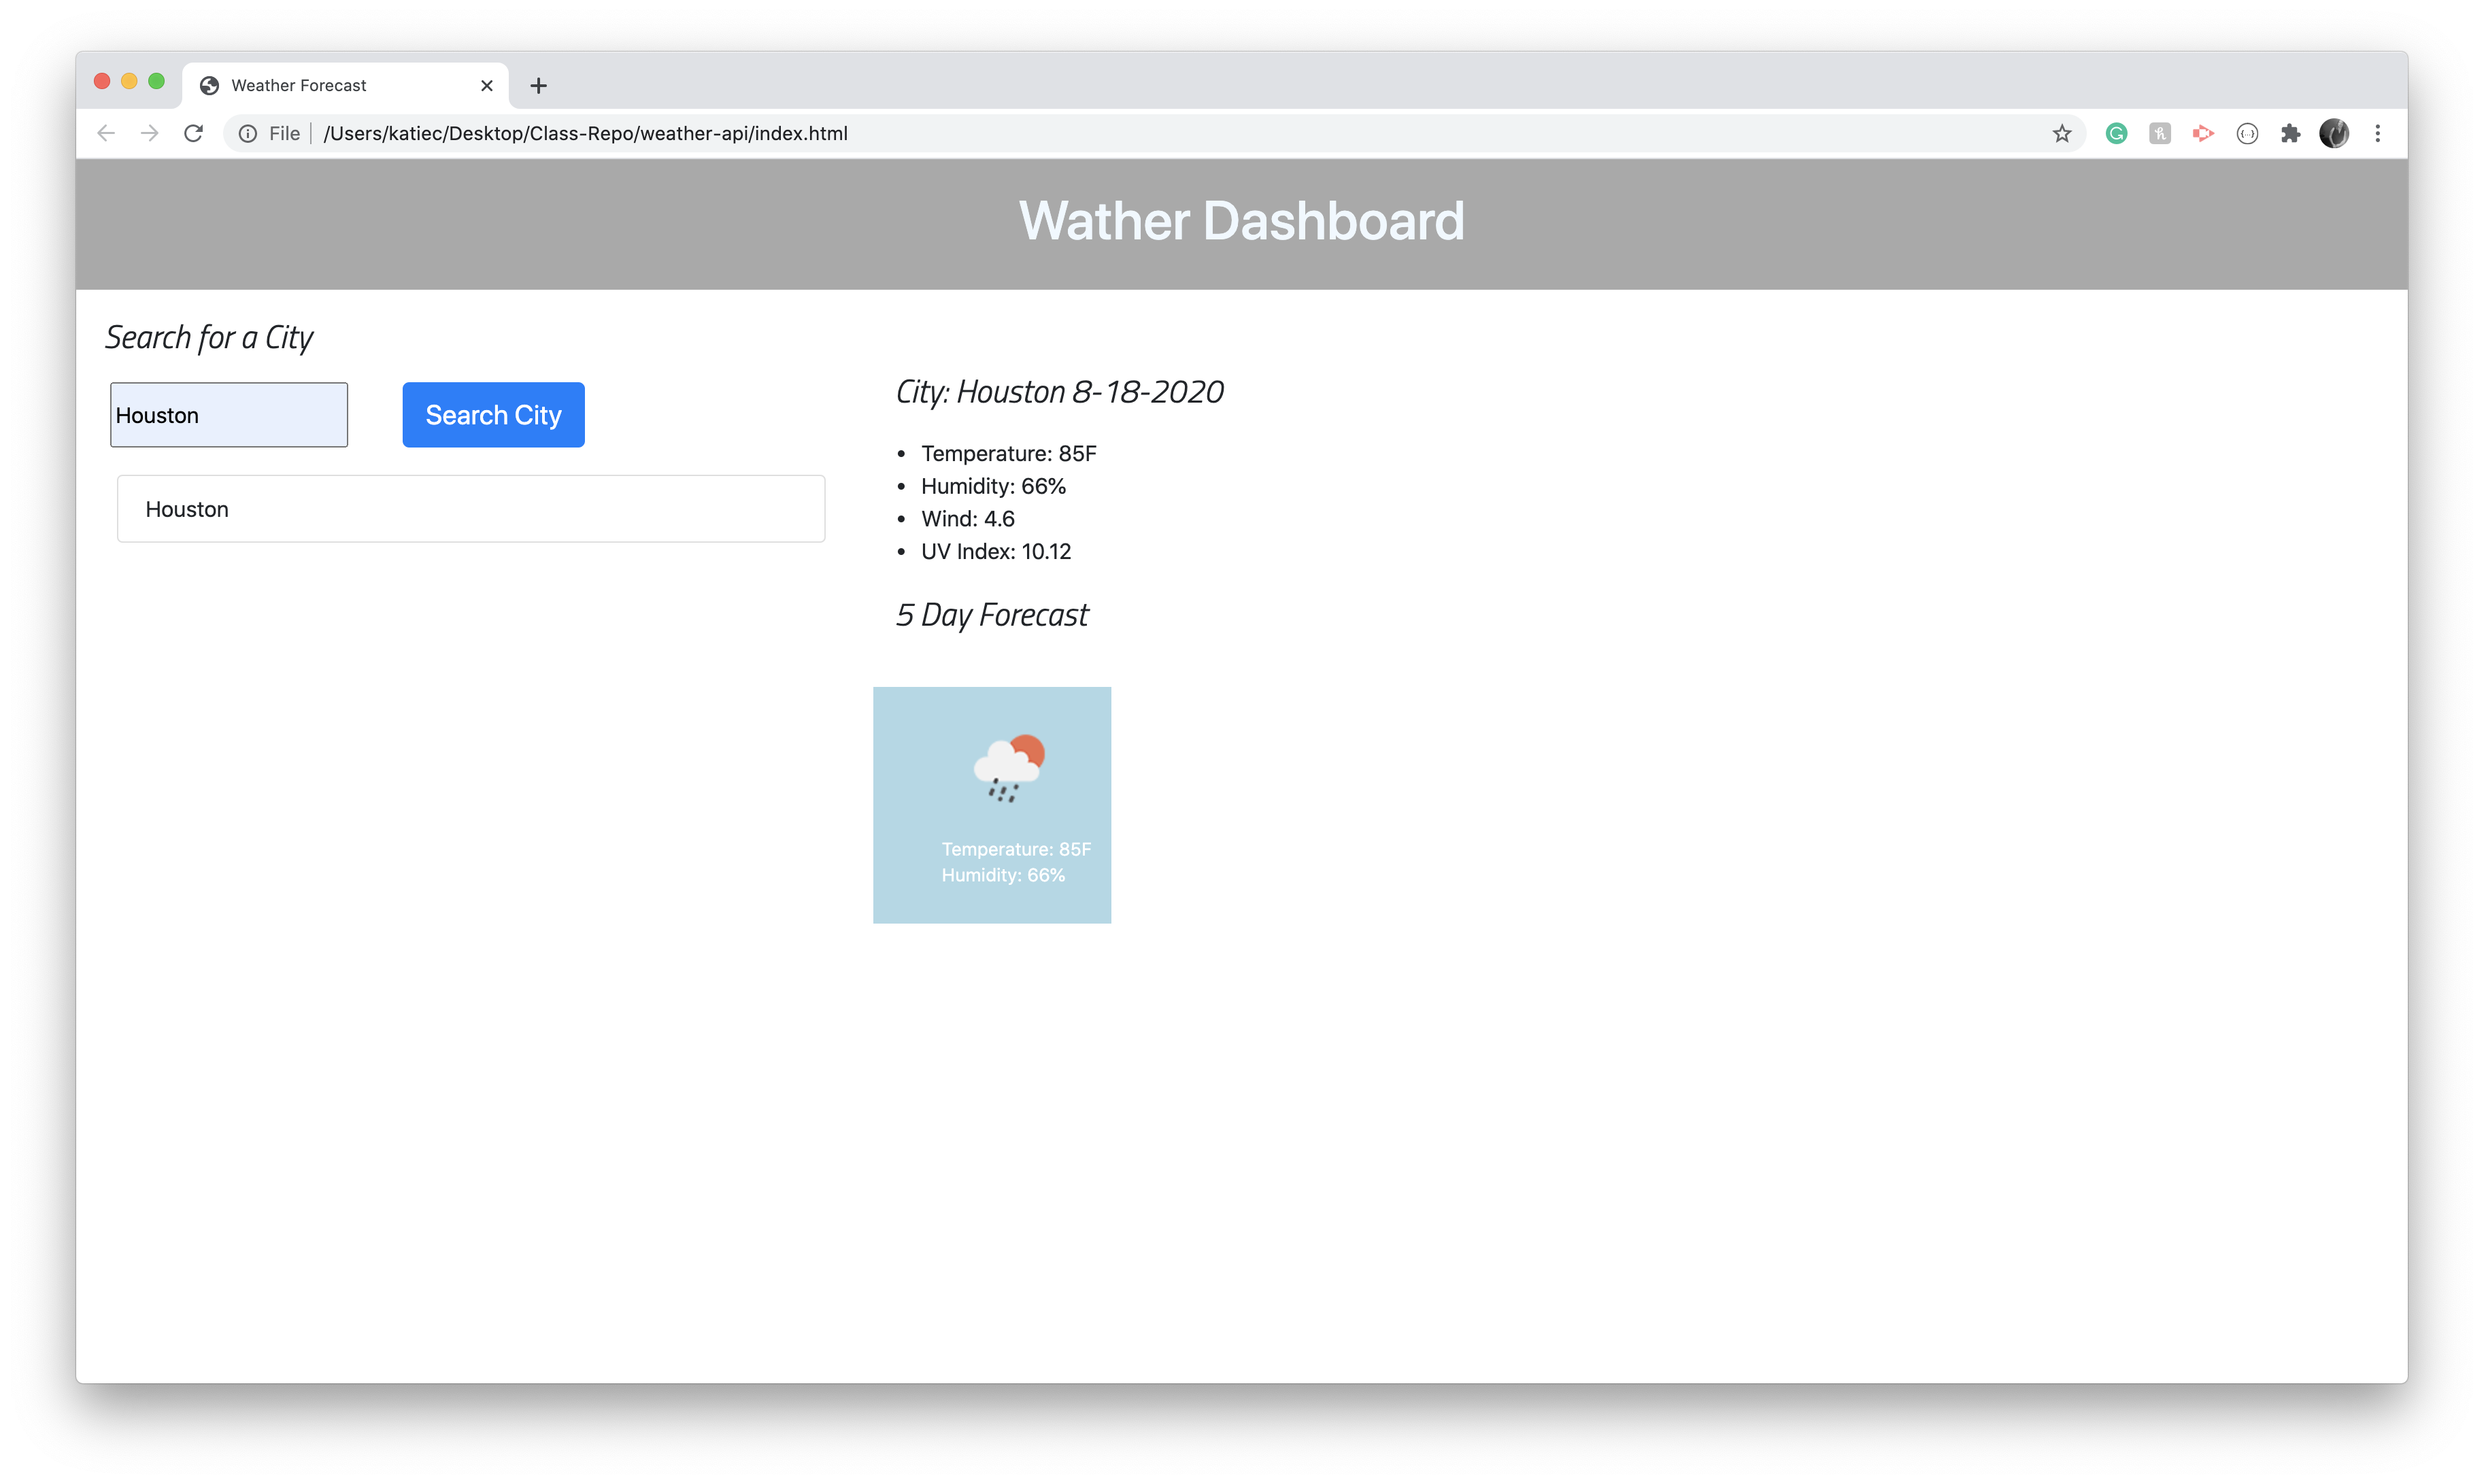 Weather Forecast
File /Users/katiec/Desktop/Class-Repo/weather-api/index.html
Wather Dashboard
Search for a City
Houston
Search City
Houston
City: Houston 8-18-2020
Temperature: 85F
Humidity: 66%
Wind: 4.6
UV Index: 10.12
5 Day Forecast
Temperature: 85F
Humidity: 66%